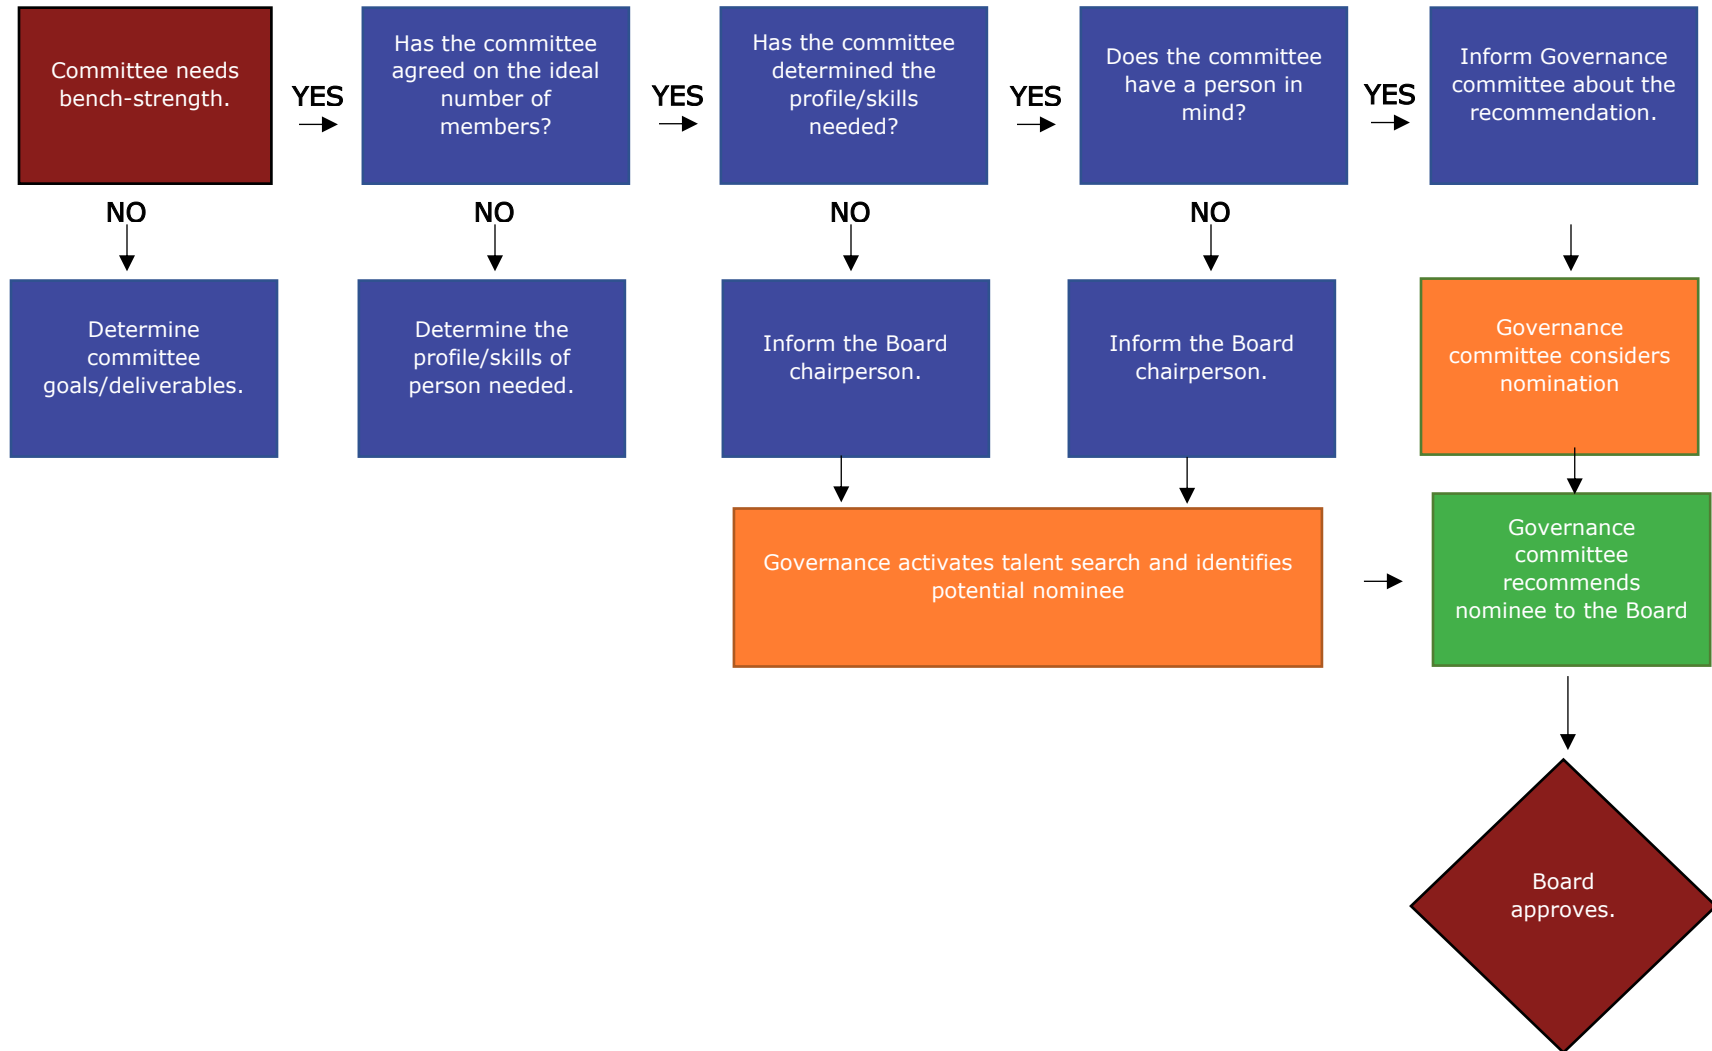 Committee needs
bench-strength.
YES
Has the committee
agreed on the ideal
number of
members?
YES
Has the committee
determined the
profile/skills
needed?
YES
Does the committee
have a person in
mind?
YES
Inform Governance
committee about the
recommendation.
NO
NO
NO
NO
Determine
committee
goals/deliverables.
Determine the
profile/skills of
person needed.
Inform the Board
chairperson.
Inform the Board
chairperson.
Governance
committee considers
nomination
Governance activates talent search and identifies
potential nominee
Governance
committee
recommends
nominee to the Board
Board
approves.